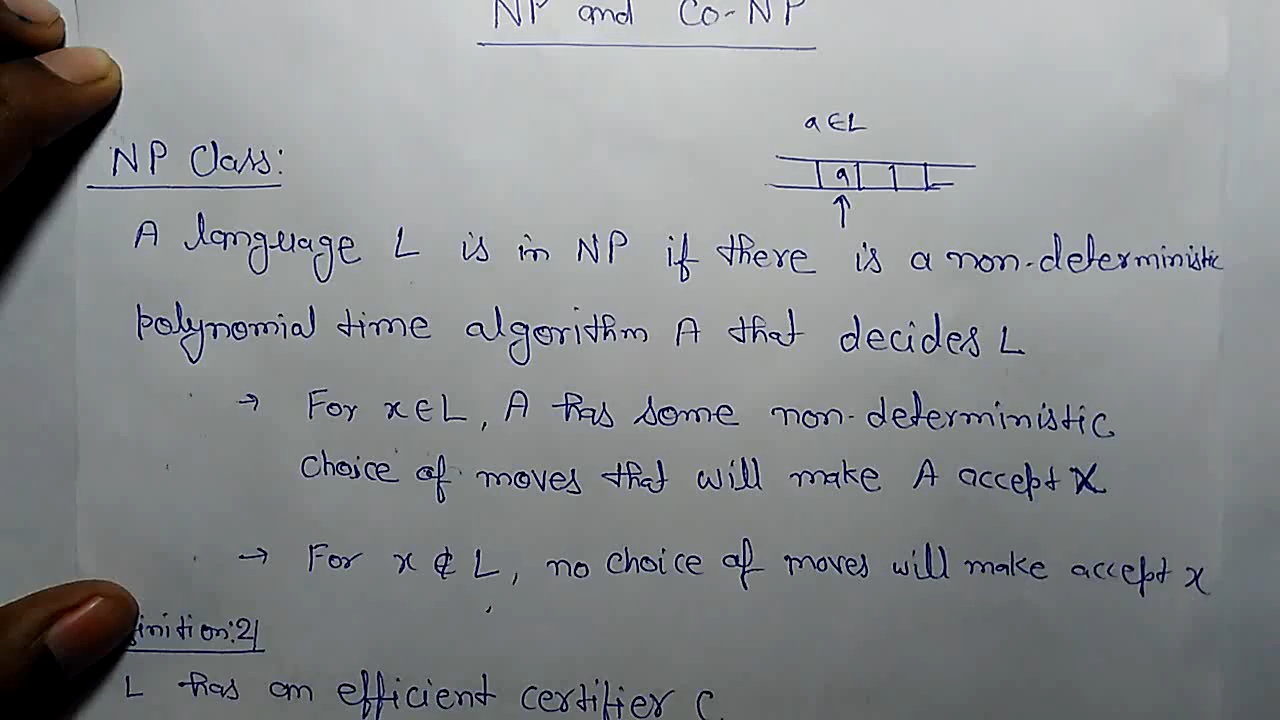 NP and Co-NP
a∈L
NP Class:
a
A language L is in NP if there is a non-deterministic
polynomial time algorithm A that decides L
→ For x∈L, A has some non-deterministic
choice of moves that will make A accept X
→ For x ∉ L, no choice of moves will make accept x
inition:2|
L has an efficient certifier C